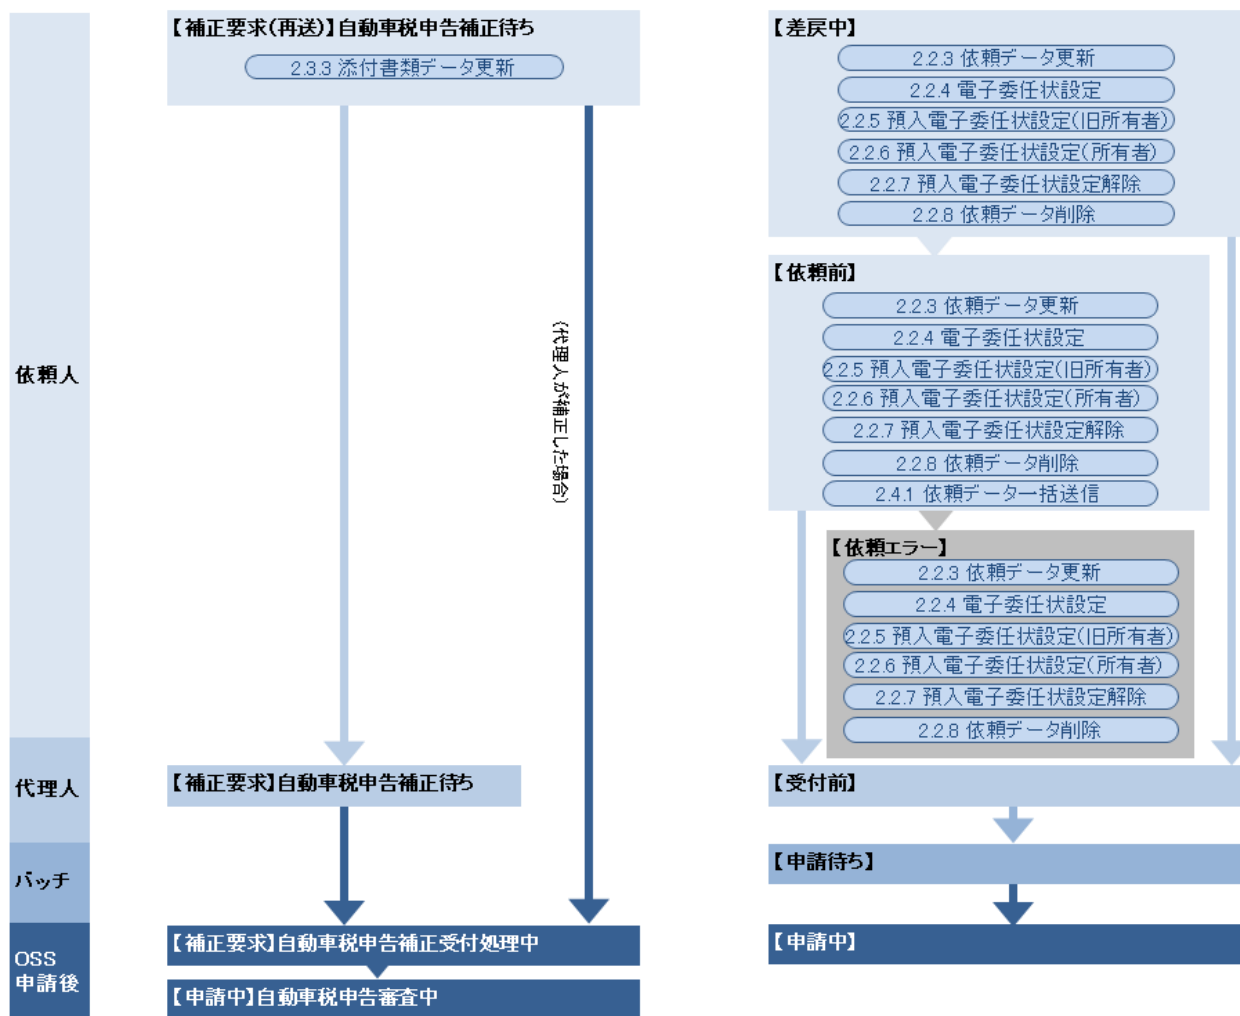 依頼人
代理人
バッチ
OSS
申請後
【補正要求(再送)】自動車税申告補正待ち
2.3.3 添付書類データ更新
(代理人が補正した場合)
【補正要求】自動車税申告補正待ち
【補正要求】自動車税申告補正受付処理中
【申請中】自動車税申告審査中
【差戻中】
2.2.3 依頼データ更新
2.2.4 電子委任状設定
2.2.5 預入電子委任状設定(旧所有者)
2.2.6 預入電子委任状設定(所有者)
2.2.7 預入電子委任状設定解除
2.2.8 依頼データ削除
【依頼前】
2.2.3 依頼データ更新
2.2.4 電子委任状設定
2.2.5 預入電子委任状設定(旧所有者)
2.2.6 預入電子委任状設定(所有者)
2.2.7 預入電子委任状設定解除
2.2.8 依頼データ削除
2.4.1 依頼データ一括送信
【依頼エラー】
2.2.3 依頼データ更新
2.2.4 電子委任状設定
2.2.5 預入電子委任状設定(旧所有者)
2.2.6 預入電子委任状設定(所有者)
2.2.7 預入電子委任状設定解除
2.2.8 依頼データ削除
【受付前】
【申請待ち】
【申請中】